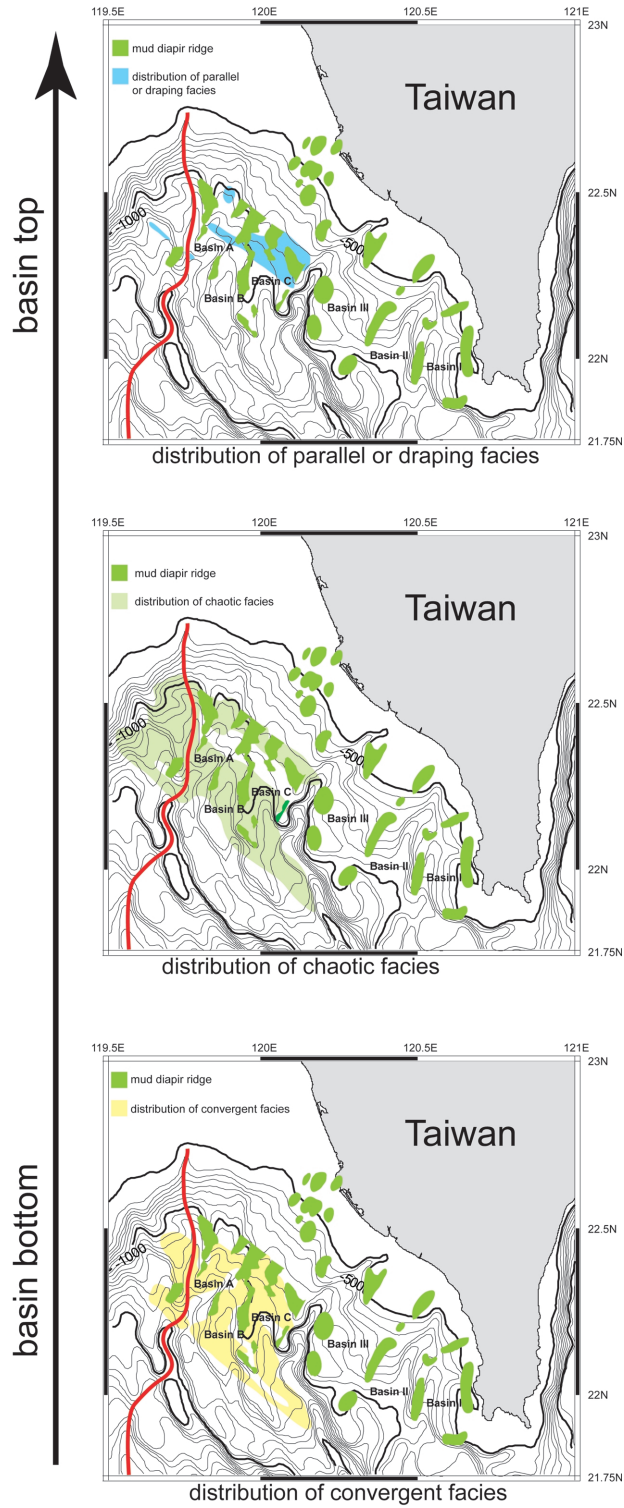 basin top
119.5E 120E 120.5E 121E
23N
mud diapir ridge
distribution of parallel
or draping facies
Taiwan
22.5N
-1000
-500
Basin A
Basin C
Basin B
Basin III
Basin II
Basin I
22N
21.75N
distribution of parallel or draping facies
119.5E 120E 120.5E 121E
23N
mud diapir ridge
distribution of chaotic facies
Taiwan
22.5N
-1000
-500
Basin A
Basin C
Basin B
Basin III
Basin II
Basin I
22N
21.75N
distribution of chaotic facies
basin bottom
119.5E 120E 120.5E 121E
23N
mud diapir ridge
distribution of convergent facies
Taiwan
22.5N
-1000
-500
Basin A
Basin C
Basin B
Basin III
Basin II
Basin I
22N
21.75N
distribution of convergent facies